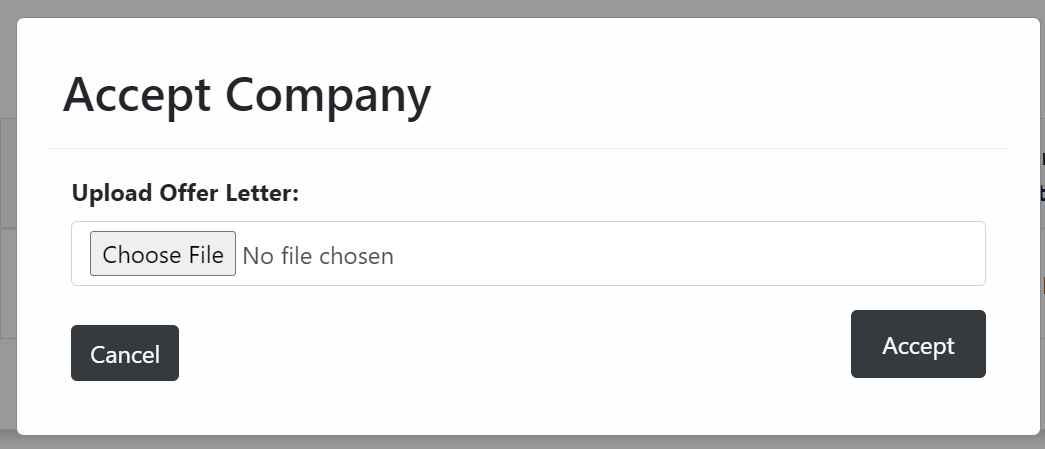 Accept Company
Upload Offer Letter:
Choose File No file chosen
Cancel
Accept